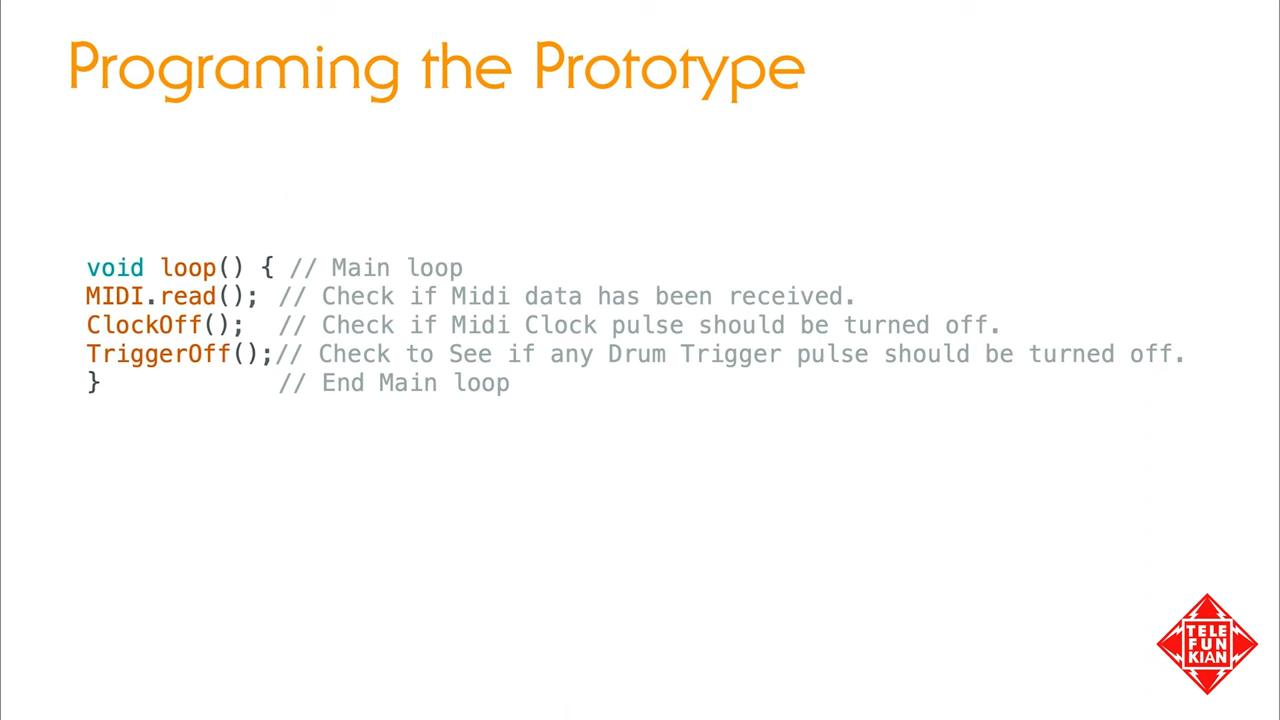 Programing the Prototype
void loop() { // Main loop
MIDI.read(); // Check if Midi data has been received.
ClockOff(); // Check if Midi Clock pulse should be turned off.
TriggerOff();// Check to See if any Drum Trigger pulse should be turned off.
} // End Main loop
TELE
FUN
KIAN